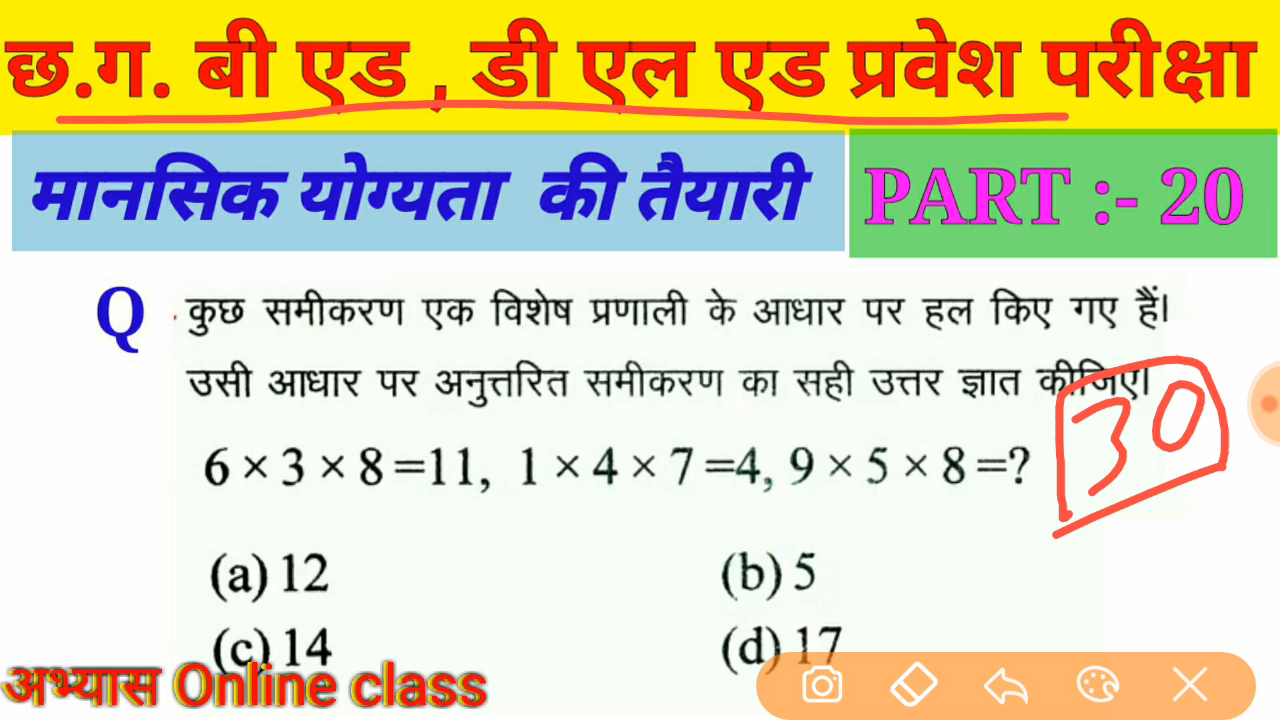 छ.ग. बी एड , डी एल एड प्रवेश परीक्षा
मानसिक योग्यता की तैयारी
PART :- 20
Q . कुछ समीकरण एक विशेष प्रणाली के आधार पर हल किए गए हैं।
उसी आधार पर अनुत्तरित समीकरण का सही उत्तर ज्ञात कीजिए।
30
6 × 3 × 8 =11, 1 × 4 × 7 =4, 9 × 5 × 8 =?
(a) 12 (b) 5
(c) 14 (d) 17
अभ्यास Online class